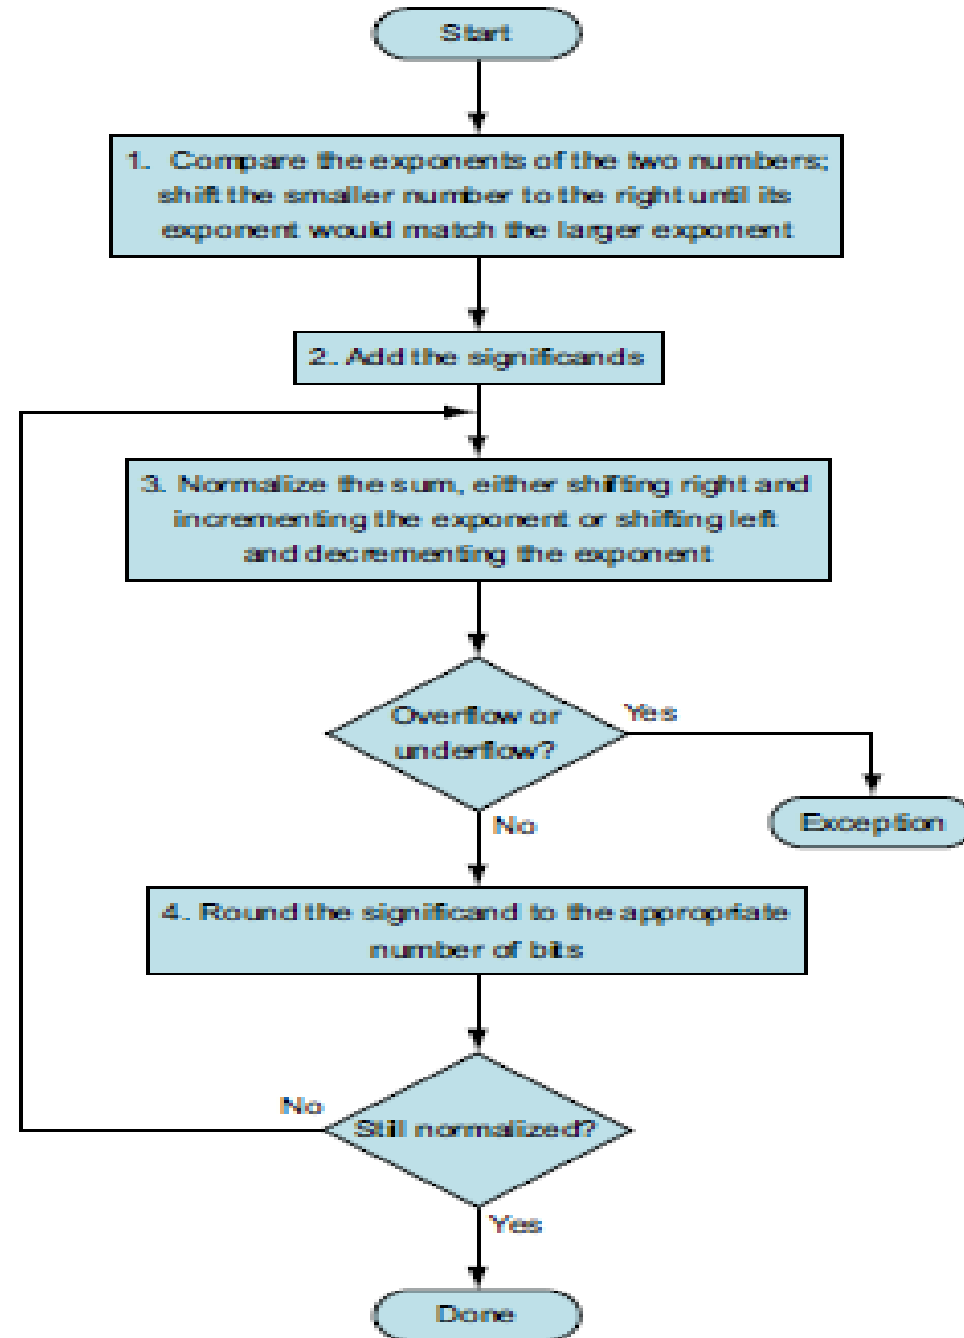 Start
1. Compare the exponents of the two numbers;
shift the smaller number to the right until its
exponent would match the larger exponent
2. Add the significands
3. Normalize the sum, either shifting right and
incrementing the exponent or shifting left
and decrementing the exponent
Overflow or
underflow?
Yes
Exception
No
4. Round the significand to the appropriate
number of bits
No
Still normalized?
Yes
Done